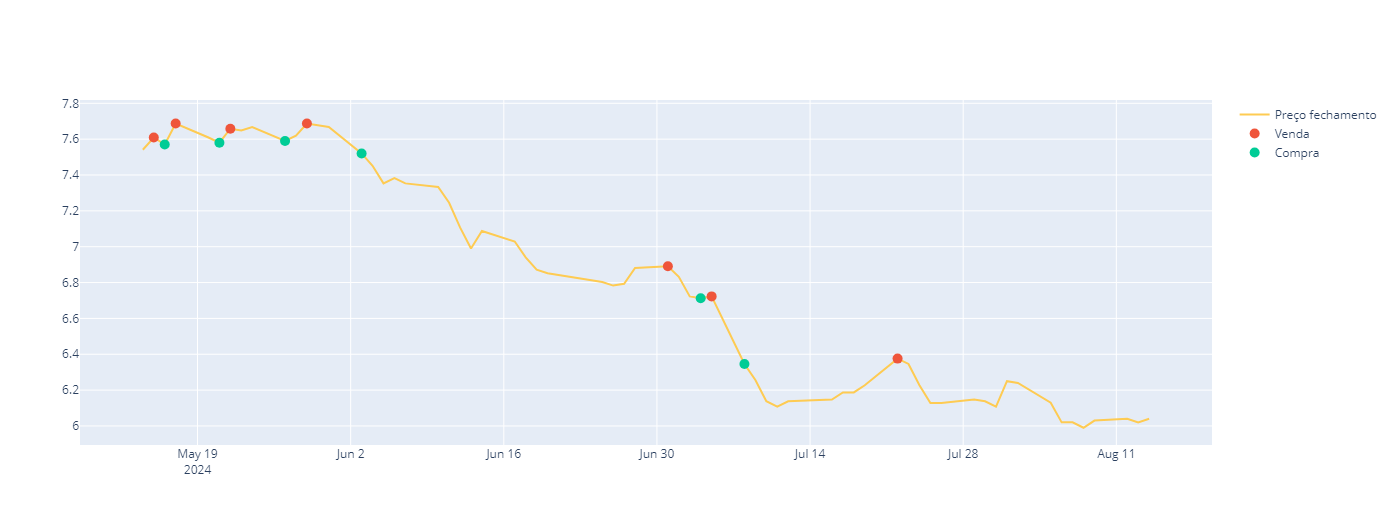 7.8
7.6
7.4
7.2
7
6.8
6.6
6.4
6.2
6
May 19
2024
Jun 2
Jun 16
Jun 30
Jul 14
Jul 28
Aug 11
Preço fechamento
Venda
Compra